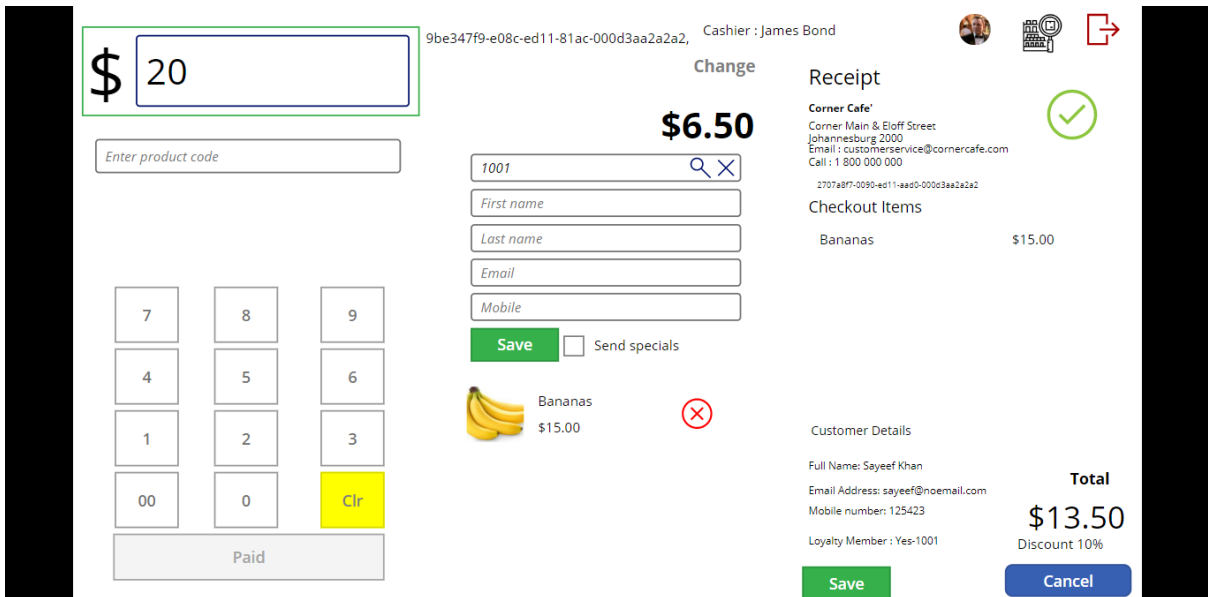 $ 20
Enter product code
7 8 9
4 5 6
1 2 3
00 0 Clr
Paid
9be347f9-e08c-ed11-81ac-000d3aa2a2a2,
Cashier : James Bond
Change
$6.50
1001
First name
Last name
Email
Mobile
Save Send specials
Bananas
$15.00
Receipt
Corner Cafe'
Corner Main & Eloff Street
Johannesburg 2000
Email : customerservice@cornercafe.com
Call : 1 800 000 000
2707a8f7-0090-ed11-aad0-000d3aa2a2a2
Checkout Items
Bananas $15.00
Customer Details
Full Name: Sayeef Khan
Email Address: sayeef@noemail.com
Mobile number: 125423
Loyalty Member : Yes-1001
Save
Total
$13.50
Discount 10%
Cancel